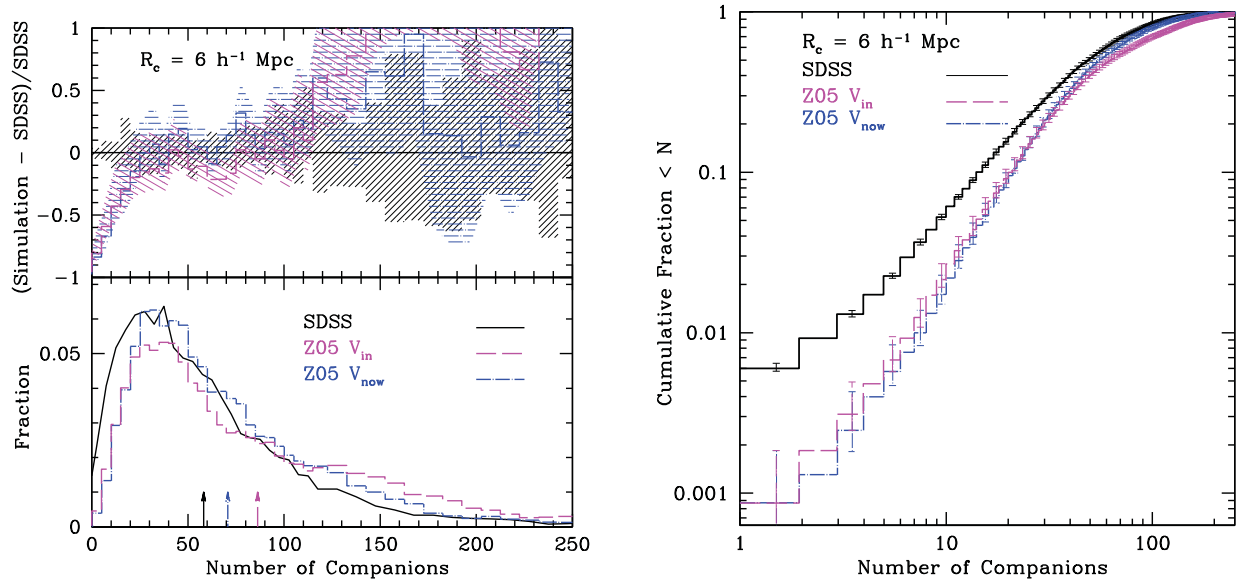 (Simulation − SDSS)/SDSS
R_c = 6 h⁻¹ Mpc
1
0.5
0
−0.5
−1
Fraction
SDSS
Z05 V_in
Z05 V_now
0.05
0
0
50
100
150
200
250
Number of Companions
Cumulative Fraction < N
R_c = 6 h⁻¹ Mpc
SDSS
Z05 V_in
Z05 V_now
1
0.1
0.01
0.001
1
10
100
Number of Companions